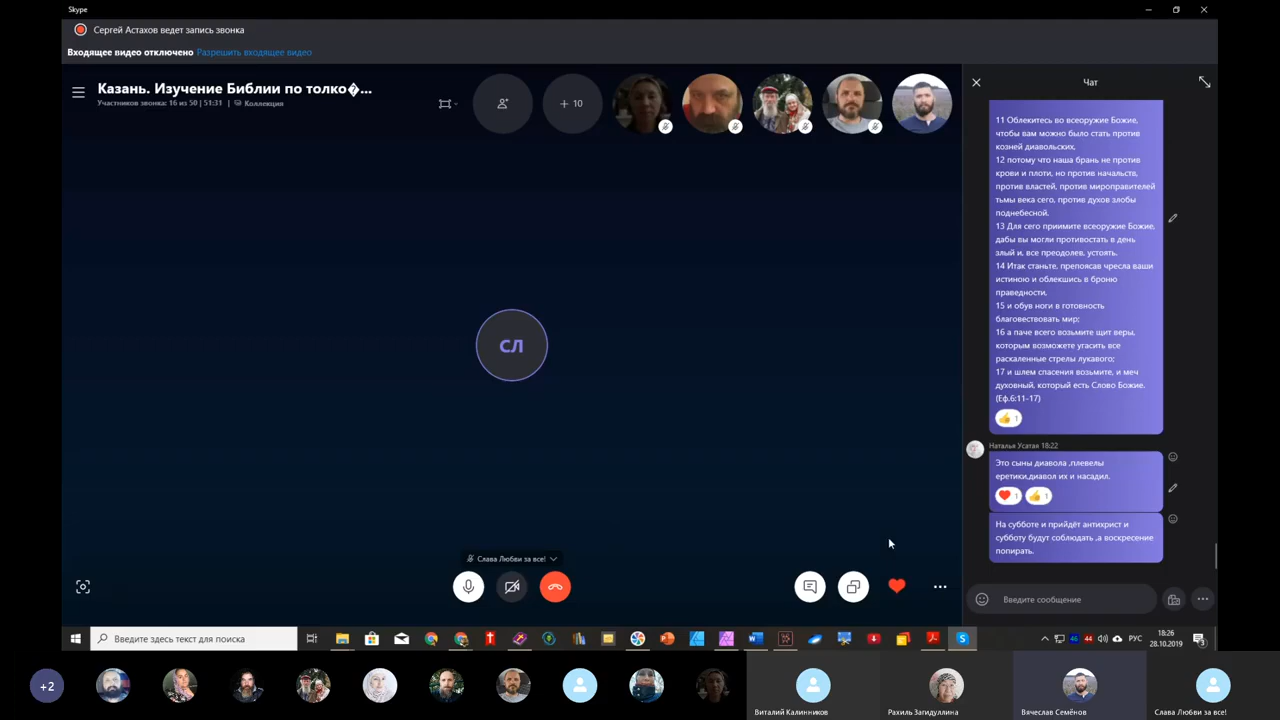 Skype
Сергей Астахов ведет запись звонка
Входящее видео отключено Разрешить входящее видео
Казань. Изучение Библии по толко�...
Участников звонка: 16 из 50 | 51:31 | Коллекция
+ 10
Чат
11 Облекитесь во всеоружие Божие,
чтобы вам можно было стать против
козней диавольских,
12 потому что наша брань не против
крови и плоти, но против начальств,
против властей, против мироправителей
тьмы века сего, против духов злобы
поднебесной.
13 Для сего приимите всеоружие Божие,
дабы вы могли противостать в день
злый и, все преодолев, устоять.
14 Итак станьте, препоясав чресла ваши
истиною и облекшись в броню
праведности,
15 и обув ноги в готовность
благовествовать мир;
16 а паче всего возьмите щит веры,
которым возможете угасить все
раскаленные стрелы лукавого;
17 и шлем спасения возьмите, и меч
духовный, который есть Слово Божие.
(Еф.6:11-17)
1
Наталья Усатая 18:22
Это сыны диавола ,плевелы
еретики,диавол их и насадил.
1 1
На субботе и прийдёт антихрист и
субботу будут соблюдать ,а воскресение
попирать.
СЛ
Слава Любви за все!
Введите сообщение
Введите здесь текст для поиска
46 44 РУС
18:26
28.10.2019
3
+2
Виталий Калинников
Рахиль Загидуллина
Вячеслав Семёнов
Слава Любви за все!